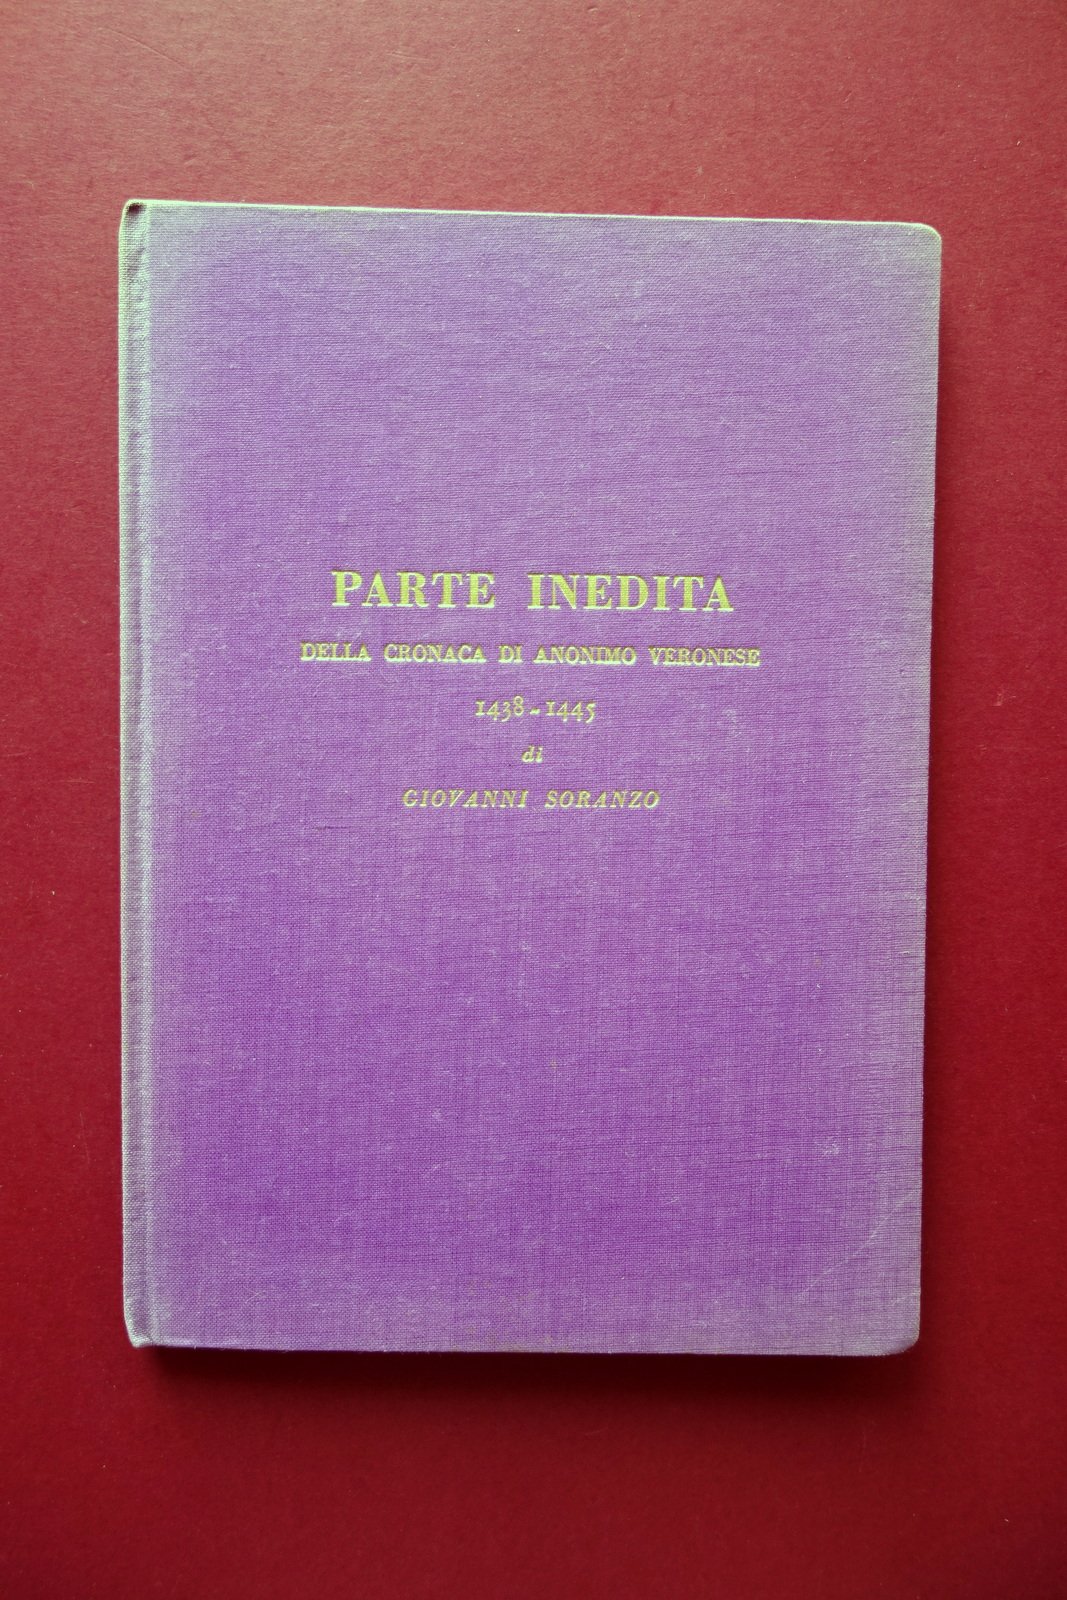 PARTE INEDITA
DELLA CRONACA DI ANONIMO VERONESE
1438-1445
di
GIOVANNI SORANZO